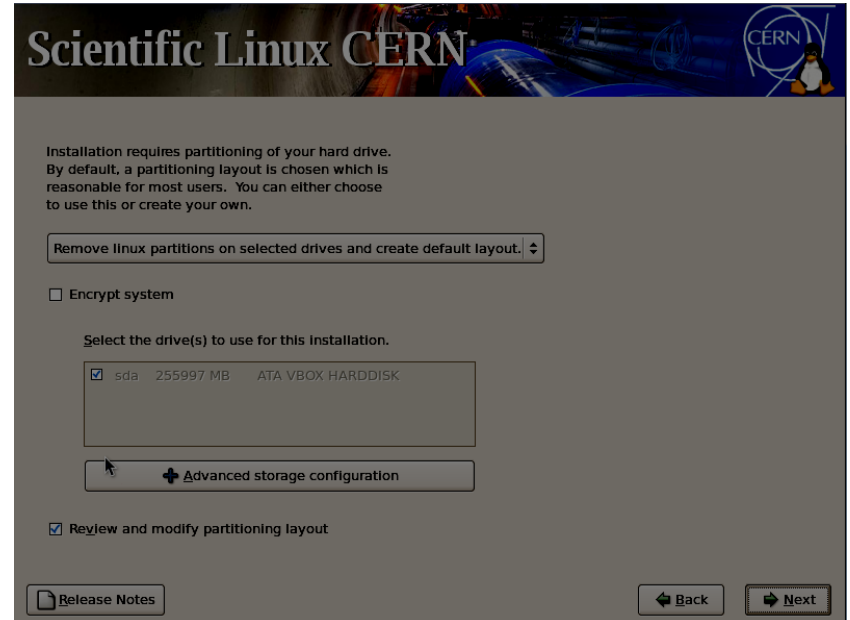 Scientific Linux CERN
CERN
Installation requires partitioning of your hard drive.
By default, a partitioning layout is chosen which is
reasonable for most users.  You can either choose
to use this or create your own.
Remove linux partitions on selected drives and create default layout.
Encrypt system
Select the drive(s) to use for this installation.
sda 255997 MB ATA VBOX HARDDISK
Advanced storage configuration
Review and modify partitioning layout
Release Notes
Back
Next